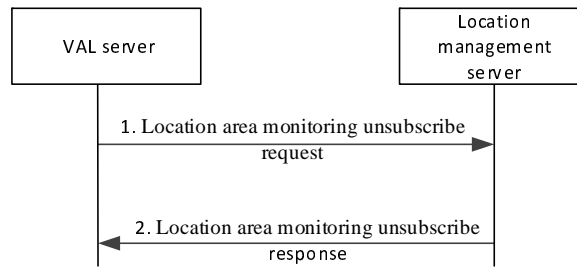 VAL server
Location
management
server
1. Location area monitoring unsubscribe
request
2. Location area monitoring unsubscribe
response